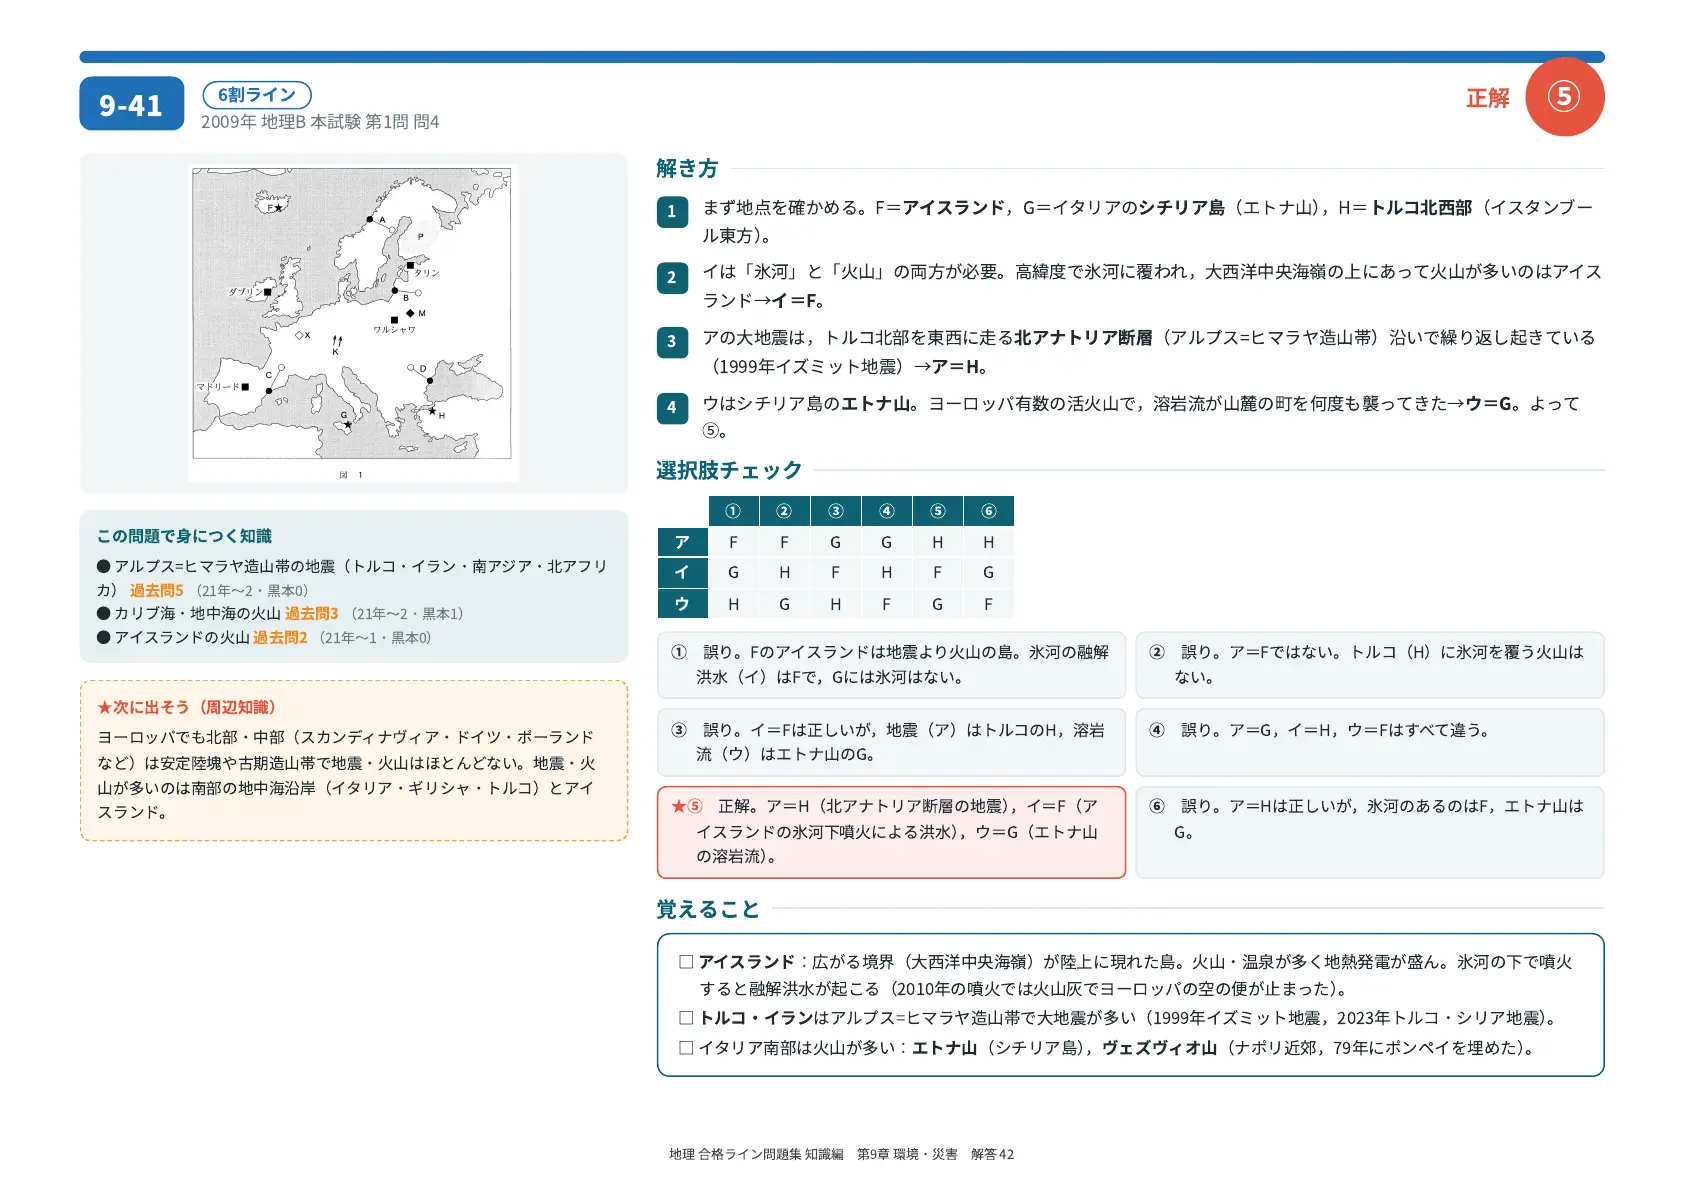 9-41
6割ライン
2009年 地理B 本試験 第1問 問4
正解
⑤
F
A
P
タリン
ダブリン
B
M
ワルシャワ
X
K
C
D
マドリード
G
H
図 1
この問題で身につく知識
● アルプス=ヒマラヤ造山帯の地震（トルコ・イラン・南アジア・北アフリ
カ） 過去問5 （21年〜2・黒本0）
● カリブ海・地中海の火山 過去問3 （21年〜2・黒本1）
● アイスランドの火山 過去問2 （21年〜1・黒本0）
★次に出そう（周辺知識）
ヨーロッパでも北部・中部（スカンディナヴィア・ドイツ・ポーランド
など）は安定陸塊や古期造山帯で地震・火山はほとんどない。地震・火
山が多いのは南部の地中海沿岸（イタリア・ギリシャ・トルコ）とアイ
スランド。
解き方
1 まず地点を確かめる。F＝アイスランド，G＝イタリアのシチリア島（エトナ山），H＝トルコ北西部（イスタンブー
ル東方）。
2 イは「氷河」と「火山」の両方が必要。高緯度で氷河に覆われ，大西洋中央海嶺の上にあって火山が多いのはアイス
ランド→イ＝F。
3 アの大地震は，トルコ北部を東西に走る北アナトリア断層（アルプス=ヒマラヤ造山帯）沿いで繰り返し起きている
（1999年イズミット地震）→ア＝H。
4 ウはシチリア島のエトナ山。ヨーロッパ有数の活火山で，溶岩流が山麓の町を何度も襲ってきた→ウ＝G。よって
⑤。
選択肢チェック
① ② ③ ④ ⑤ ⑥
ア F F G G H H
イ G H F H F G
ウ H G H F G F
① 誤り。Fのアイスランドは地震より火山の島。氷河の融解
洪水（イ）はFで，Gには氷河はない。
② 誤り。ア＝Fではない。トルコ（H）に氷河を覆う火山は
ない。
③ 誤り。イ＝Fは正しいが，地震（ア）はトルコのH，溶岩
流（ウ）はエトナ山のG。
④ 誤り。ア＝G，イ＝H，ウ＝Fはすべて違う。
★⑤ 正解。ア＝H（北アナトリア断層の地震），イ＝F（ア
イスランドの氷河下噴火による洪水），ウ＝G（エトナ山
の溶岩流）。
⑥ 誤り。ア＝Hは正しいが，氷河のあるのはF，エトナ山は
G。
覚えること
□ アイスランド：広がる境界（大西洋中央海嶺）が陸上に現れた島。火山・温泉が多く地熱発電が盛ん。氷河の下で噴火
すると融解洪水が起こる（2010年の噴火では火山灰でヨーロッパの空の便が止まった）。
□ トルコ・イランはアルプス=ヒマラヤ造山帯で大地震が多い（1999年イズミット地震，2023年トルコ・シリア地震）。
□ イタリア南部は火山が多い：エトナ山（シチリア島），ヴェズヴィオ山（ナポリ近郊，79年にポンペイを埋めた）。
地理 合格ライン問題集 知識編　第9章 環境・災害　解答 42